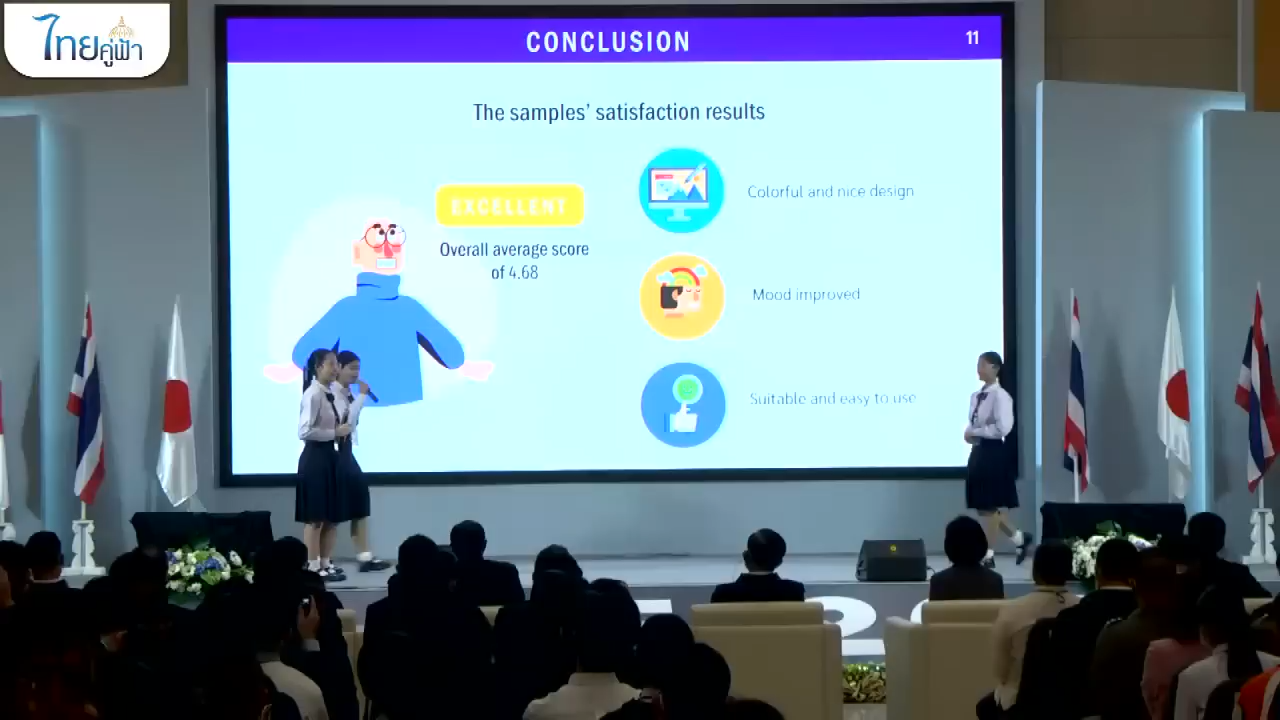 ไทยคู่ฟ้า
CONCLUSION
11
The samples' satisfaction results
EXCELLENT
Overall average score
of 4.68
Colorful and nice design
Mood improved
Suitable and easy to use